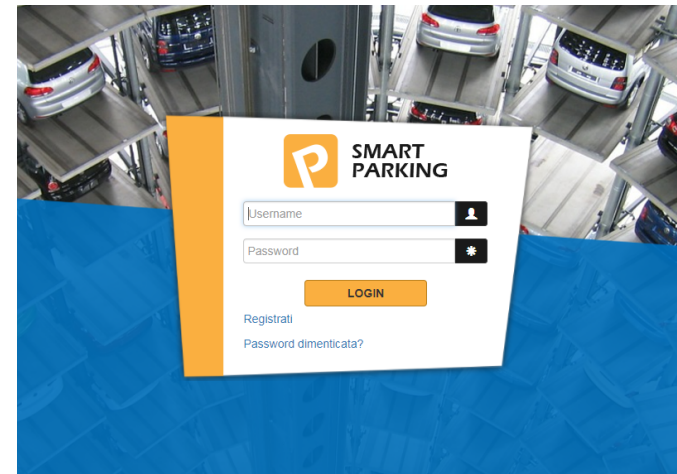 SMART
PARKING
Username
Password
LOGIN
Registrati
Password dimenticata?